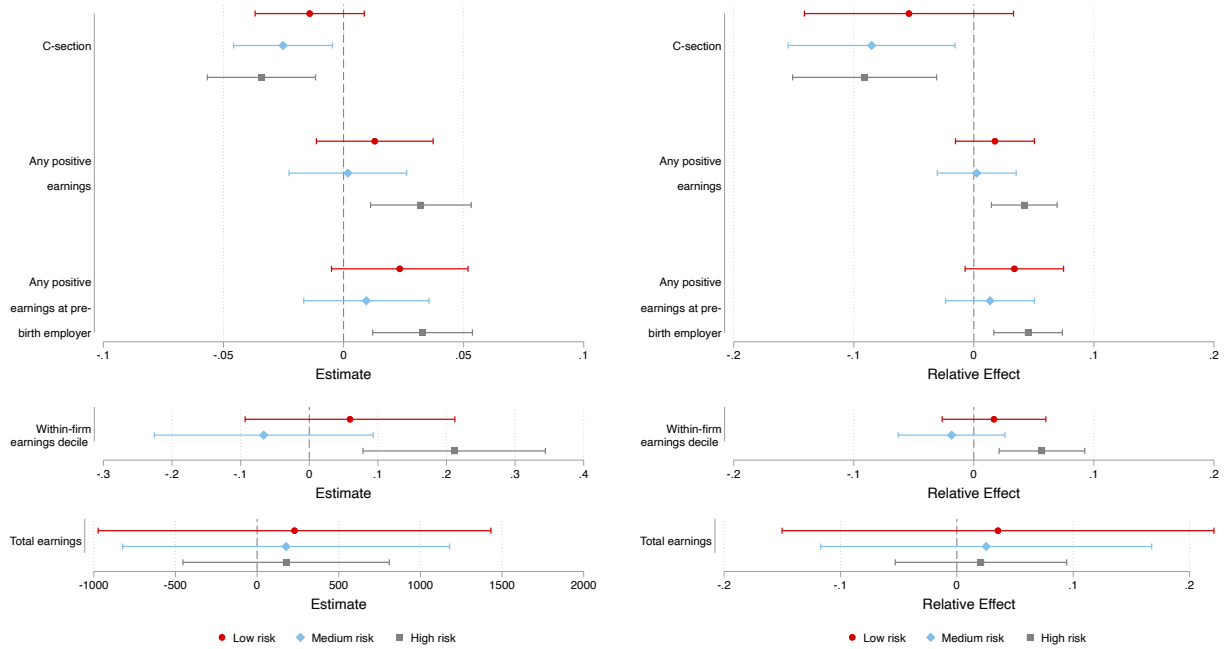 C-section
Any positive
earnings
Any positive
earnings at pre-
birth employer
-.1 -.05 0 .05 .1
Estimate
Within-firm
earnings decile
-.3 -.2 -.1 0 .1 .2 .3 .4
Estimate
Total earnings
-1000 -500 0 500 1000 1500 2000
Estimate
Low risk Medium risk High risk
C-section
Any positive
earnings
Any positive
earnings at pre-
birth employer
-.2 -.1 0 .1 .2
Relative Effect
Within-firm
earnings decile
-.2 -.1 0 .1 .2
Relative Effect
Total earnings
-.2 -.1 0 .1 .2
Relative Effect
Low risk Medium risk High risk